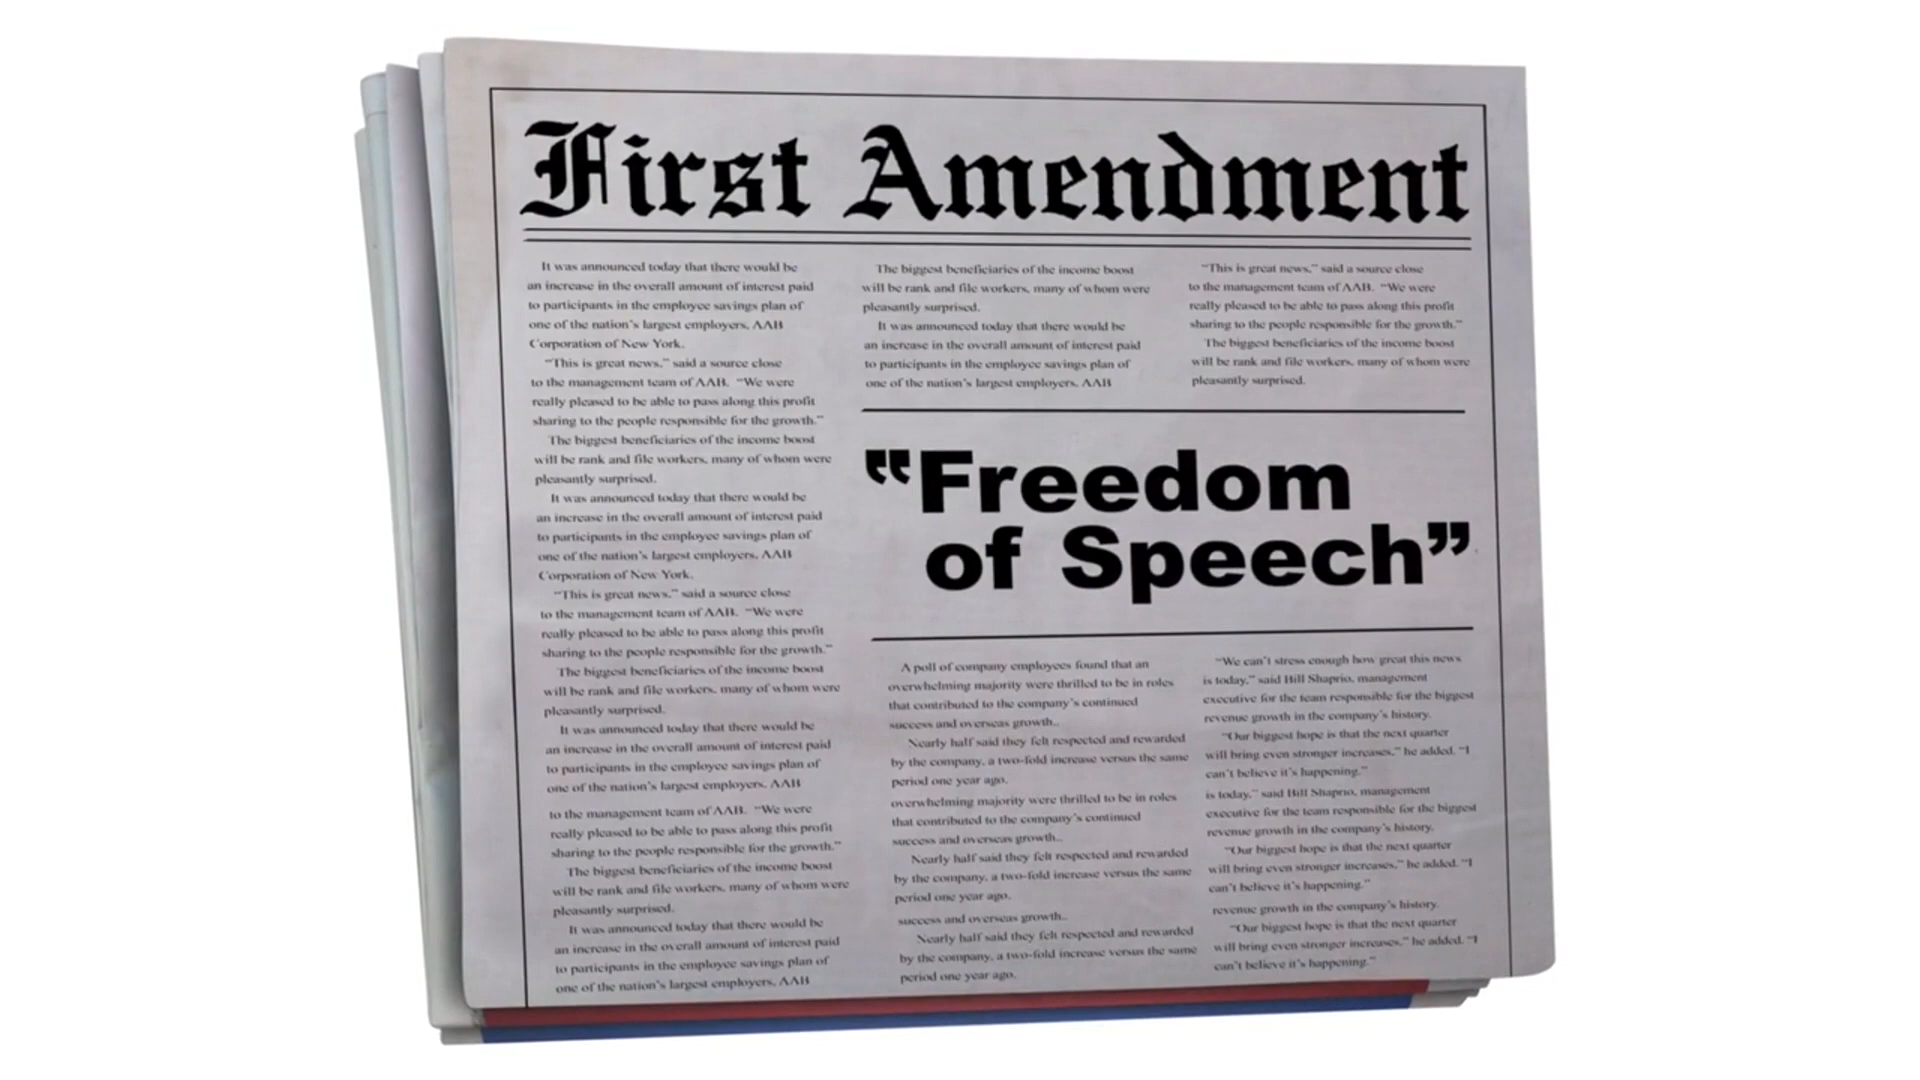 First Amendment
It was announced today that there would be
an increase in the overall amount of interest paid
to participants in the employee savings plan of
one of the nation's largest employers, AAB
Corporation of New York.
"This is great news," said a source close
to the management team of AAB. "We were
really pleased to be able to pass along this profit
sharing to the people responsible for the growth."
The biggest beneficiaries of the income boost
will be rank and file workers, many of whom were
pleasantly surprised.
It was announced today that there would be
an increase in the overall amount of interest paid
to participants in the employee savings plan of
one of the nation's largest employers, AAB
Corporation of New York.
"This is great news," said a source close
to the management team of AAB. "We were
really pleased to be able to pass along this profit
sharing to the people responsible for the growth."
The biggest beneficiaries of the income boost
will be rank and file workers, many of whom were
pleasantly surprised.
It was announced today that there would be
an increase in the overall amount of interest paid
to participants in the employee savings plan of
one of the nation's largest employers, AAB
to the management team of AAB. "We were
really pleased to be able to pass along this profit
sharing to the people responsible for the growth."
The biggest beneficiaries of the income boost
will be rank and file workers, many of whom were
pleasantly surprised.
It was announced today that there would be
an increase in the overall amount of interest paid
to participants in the employee savings plan of
one of the nation's largest employers, AAB
The biggest beneficiaries of the income boost
will be rank and file workers, many of whom were
pleasantly surprised.
It was announced today that there would be
an increase in the overall amount of interest paid
to participants in the employee savings plan of
one of the nation's largest employers, AAB
"This is great news," said a source close
to the management team of AAB. "We were
really pleased to be able to pass along this profit
sharing to the people responsible for the growth."
The biggest beneficiaries of the income boost
will be rank and file workers, many of whom were
pleasantly surprised.
"Freedom
of Speech"
A poll of company employees found that an
overwhelming majority were thrilled to be in roles
that contributed to the company's continued
success and overseas growth..
Nearly half said they felt respected and rewarded
by the company, a two-fold increase versus the same
period one year ago.
overwhelming majority were thrilled to be in roles
that contributed to the company's continued
success and overseas growth..
Nearly half said they felt respected and rewarded
by the company, a two-fold increase versus the same
period one year ago.
success and overseas growth..
Nearly half said they felt respected and rewarded
by the company, a two-fold increase versus the same
period one year ago.
"We can't stress enough how great this news
is today," said Bill Shaprio, management
executive for the team responsible for the biggest
revenue growth in the company's history.
"Our biggest hope is that the next quarter
will bring even stronger increases," he added. "I
can't believe it's happening."
is today," said Bill Shaprio, management
executive for the team responsible for the biggest
revenue growth in the company's history.
"Our biggest hope is that the next quarter
will bring even stronger increases," he added. "I
can't believe it's happening."
revenue growth in the company's history.
"Our biggest hope is that the next quarter
will bring even stronger increases," he added. "I
can't believe it's happening."